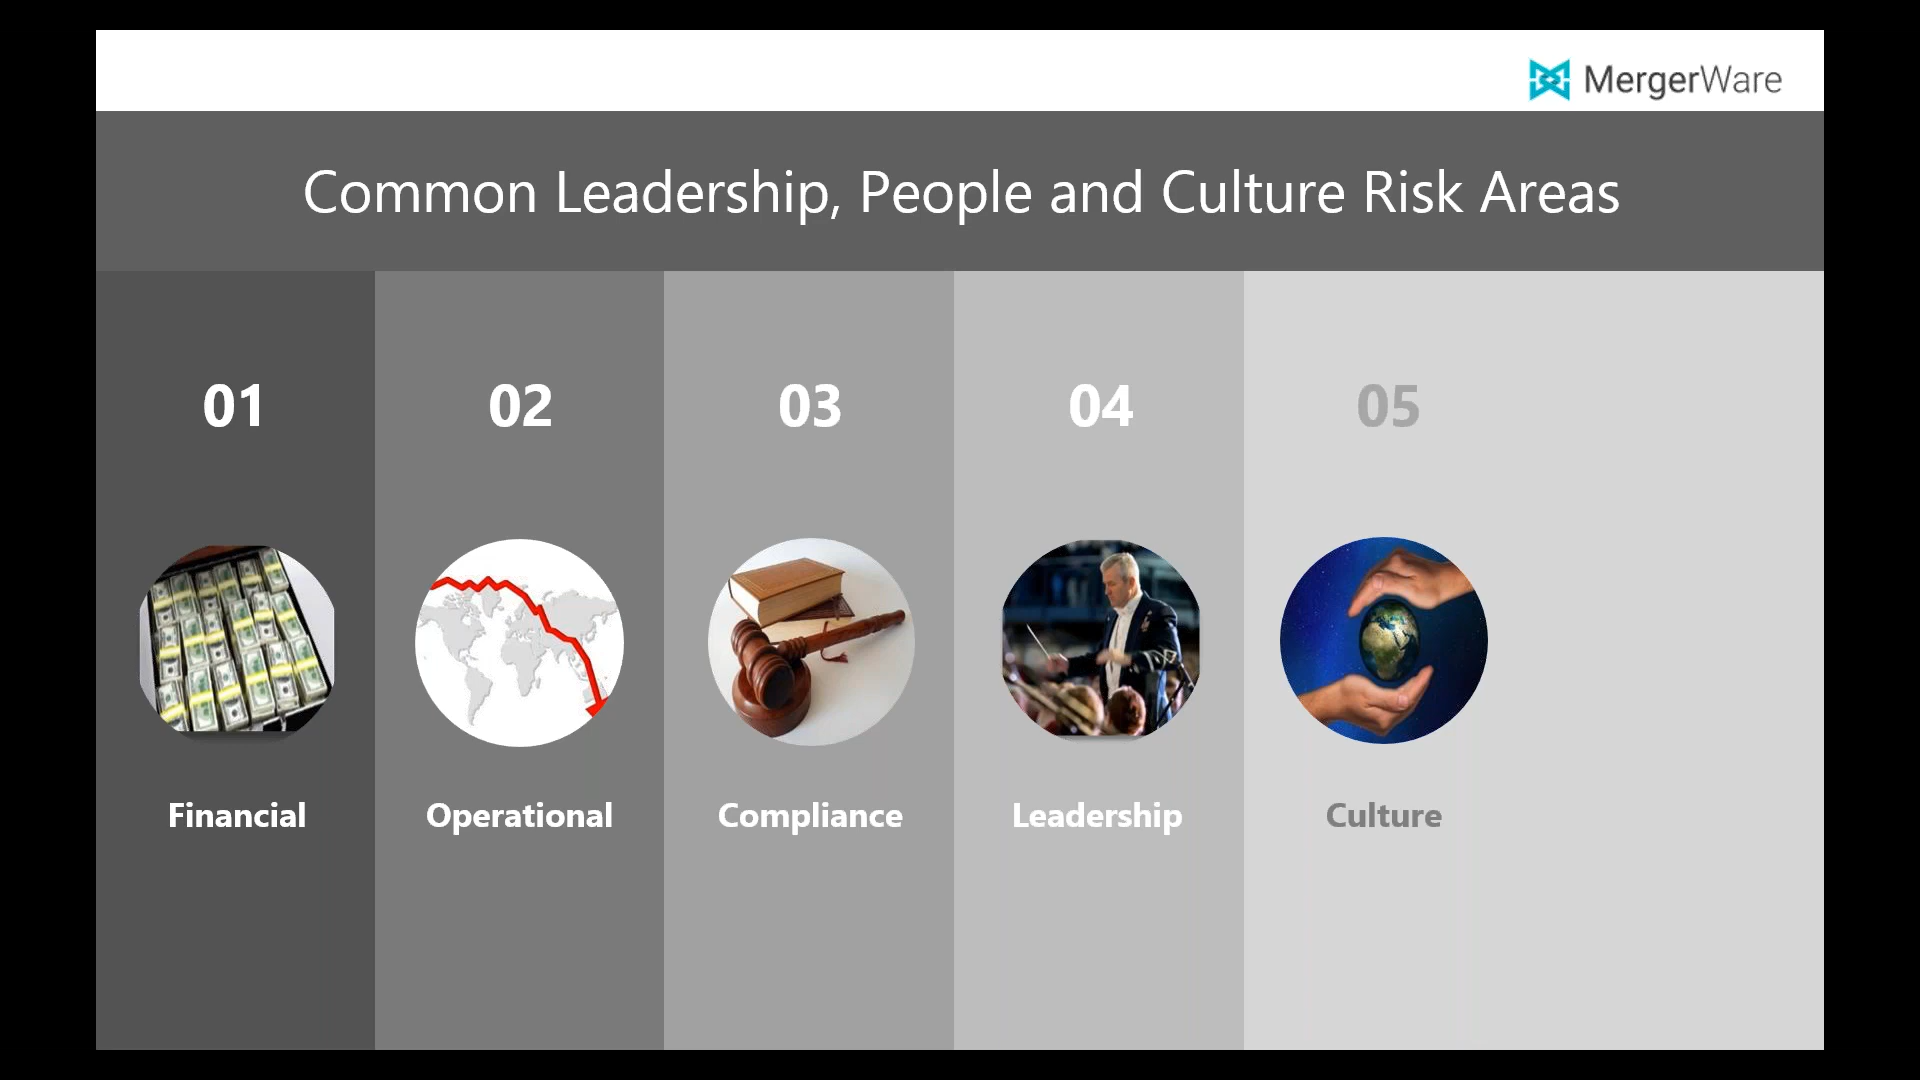 MergerWare
Common Leadership, People and Culture Risk Areas
01
02
03
04
05
Financial
Operational
Compliance
Leadership
Culture